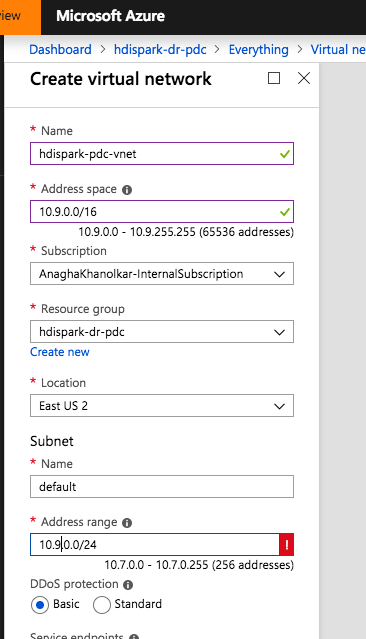 view
Microsoft Azure
Dashboard > hdispark-dr-pdc > Everything > Virtual ne
Create virtual network
* Name
hdispark-pdc-vnet
* Address space
10.9.0.0/16
10.9.0.0 - 10.9.255.255 (65536 addresses)
* Subscription
AnaghaKhanolkar-InternalSubscription
* Resource group
hdispark-dr-pdc
Create new
* Location
East US 2
Subnet
* Name
default
* Address range
10.9.0.0/24
10.7.0.0 - 10.7.0.255 (256 addresses)
DDoS protection
Basic Standard
Service endpoints